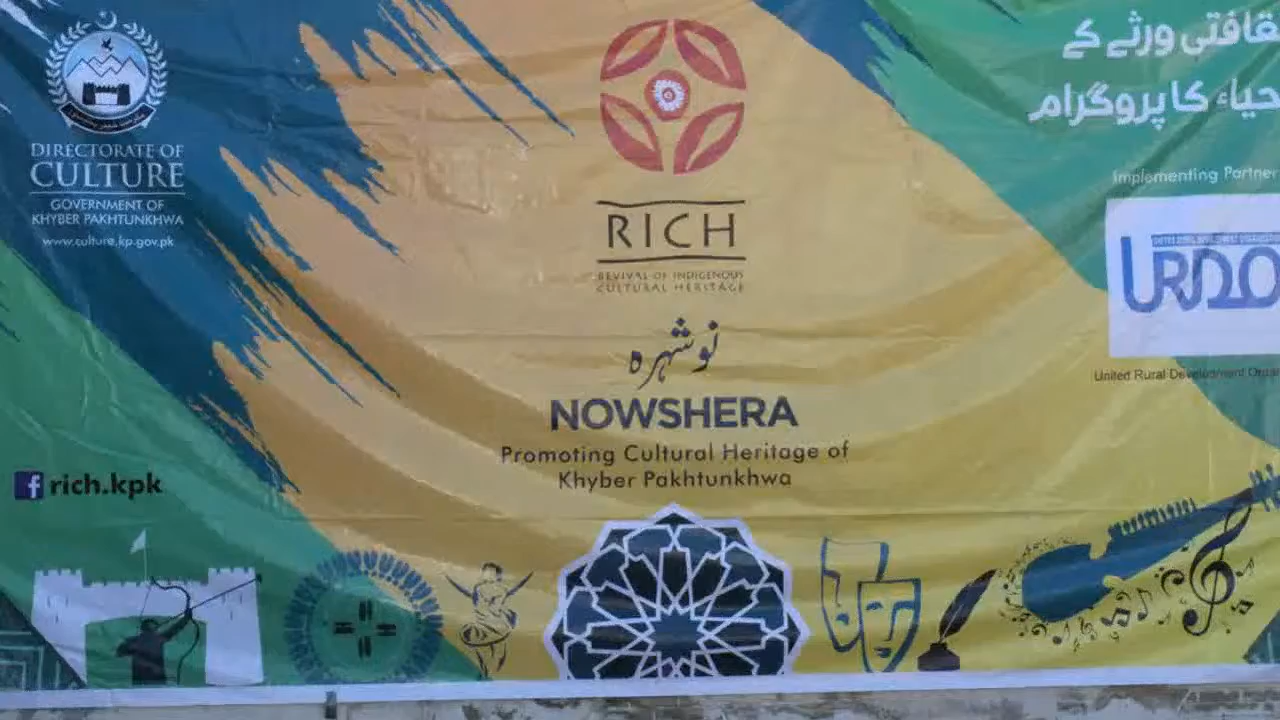 DIRECTORATE OF
CULTURE
GOVERNMENT OF
KHYBER PAKHTUNKHWA
www.culture.kp.gov.pk
RICH
REVIVAL OF INDIGENOUS
CULTURAL HERITAGE
نوشہرہ
NOWSHERA
Promoting Cultural Heritage of
Khyber Pakhtunkhwa
ورثے کے
کا پروگرام
Implementing Partner
URDO
United Rural Development
rich.kpk